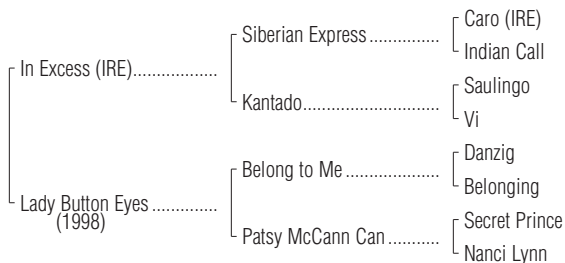 Caro (IRE)
Siberian Express................
Indian Call
In Excess (IRE)...................
Saulingo
Kantado...............................
Vi
Danzig
Belong to Me .....................
Belonging
Lady Button Eyes ...............
(1998)
Secret Prince
Patsy McCann Can ............
Nanci Lynn